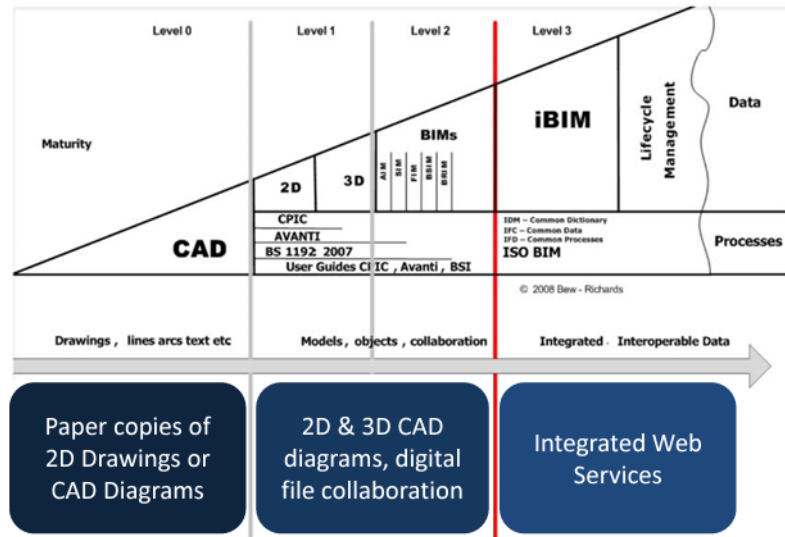 Level 0
Level 1
Level 2
Level 3
Maturity
CAD
2D
3D
BIMs
AIM
SIM
FIM
BSIM
BRIM
iBIM
Lifecycle
Management
Data
CPIC
AVANTI
BS 1192 2007
User Guides CPIC , Avanti , BSI
IDM – Common Dictionary
IFC – Common Data
IFD – Common Processes
ISO BIM
Processes
© 2008 Bew - Richards
Drawings , lines arcs text etc
Models , objects , collaboration
Integrated - Interoperable Data
Paper copies of
2D Drawings or
CAD Diagrams
2D & 3D CAD
diagrams, digital
file collaboration
Integrated Web
Services